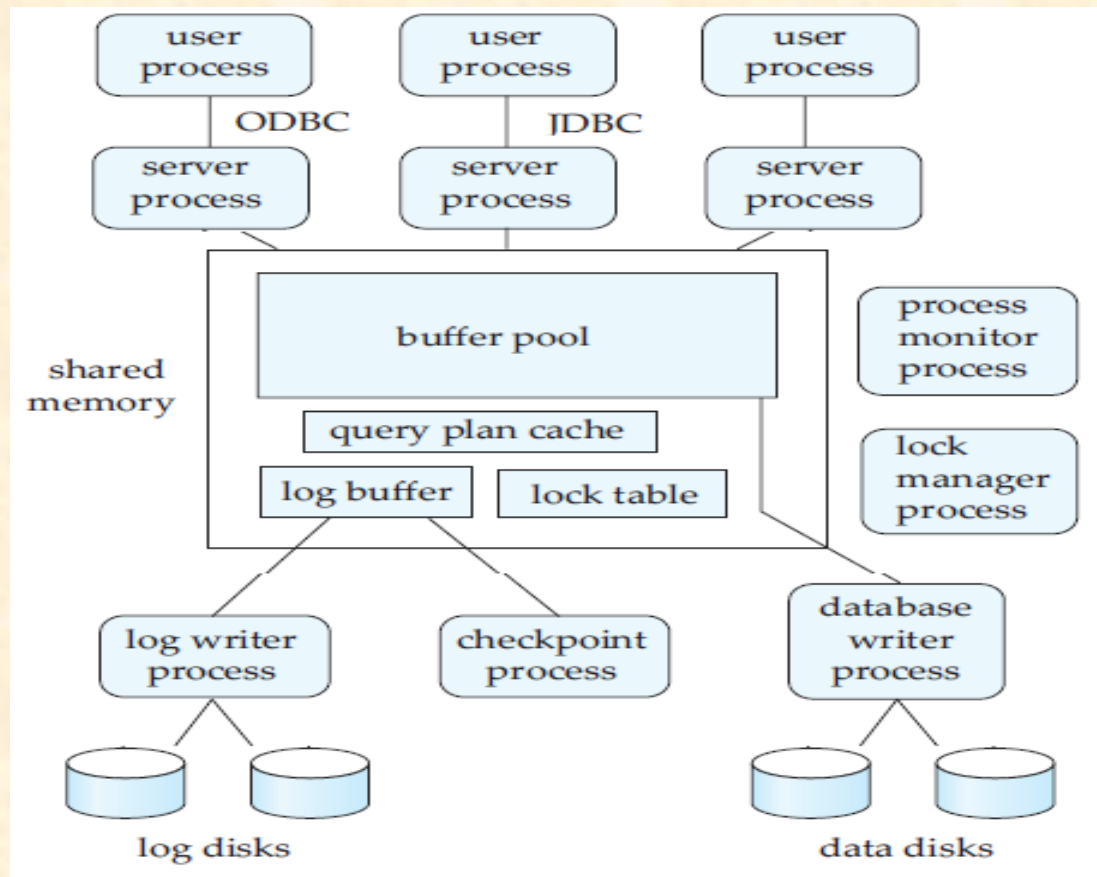 user
process
user
process
user
process
ODBC
JDBC
server
process
server
process
server
process
shared
memory
buffer pool
query plan cache
log buffer
lock table
process
monitor
process
lock
manager
process
log writer
process
checkpoint
process
database
writer
process
log disks
data disks